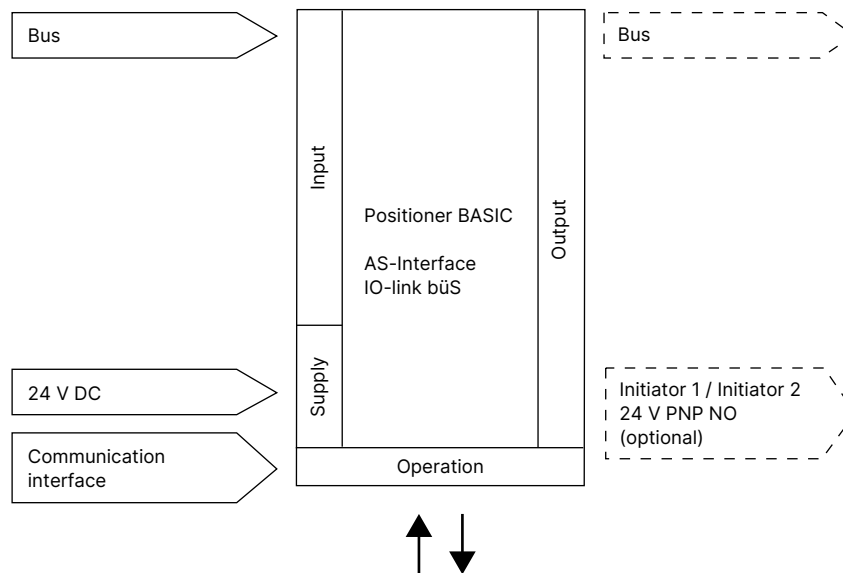 Bus
Bus
Input
Positioner BASIC
AS-Interface
IO-link büS
Output
Supply
24 V DC
Initiator 1 / Initiator 2
24 V PNP NO
(optional)
Communication
interface
Operation